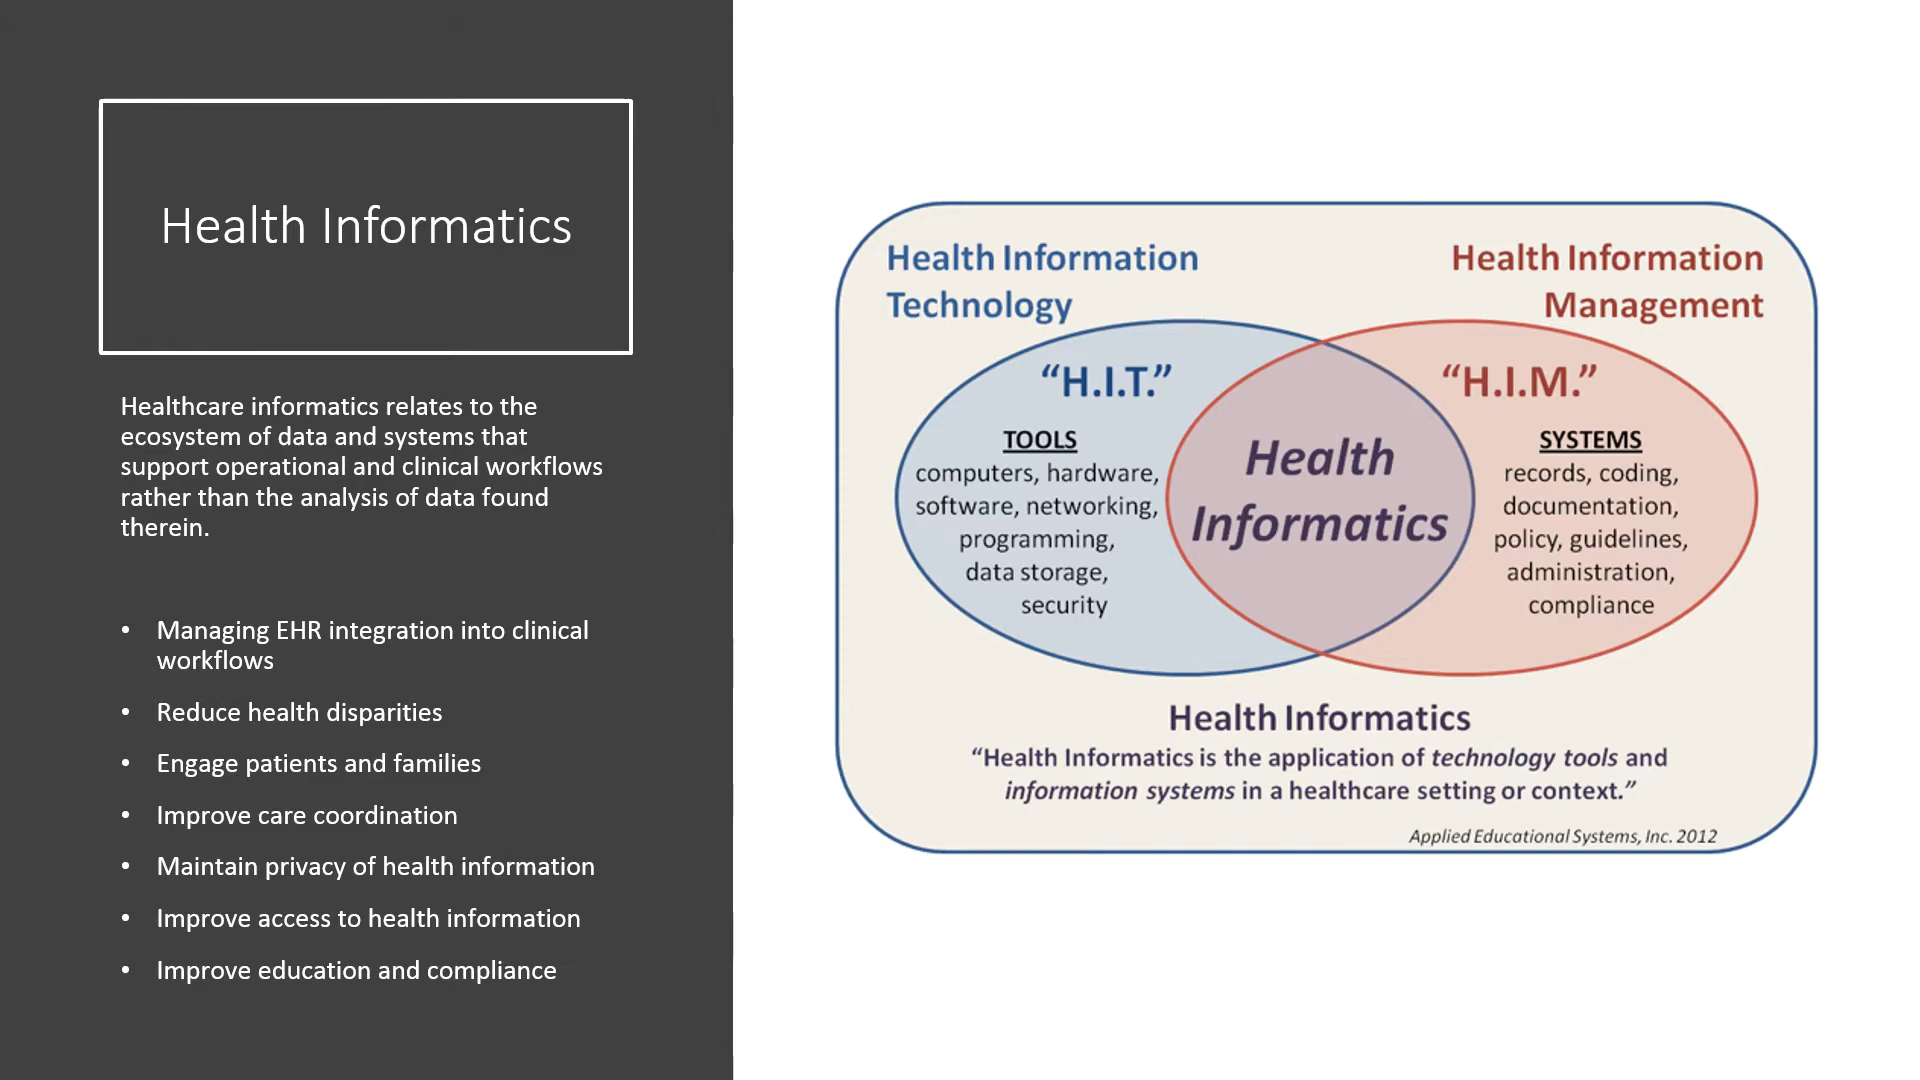 Health Informatics
Healthcare informatics relates to the
ecosystem of data and systems that
support operational and clinical workflows
rather than the analysis of data found
therein.
• Managing EHR integration into clinical
workflows
• Reduce health disparities
• Engage patients and families
• Improve care coordination
• Maintain privacy of health information
• Improve access to health information
• Improve education and compliance
Health Information
Technology
Health Information
Management
“H.I.T.”
TOOLS
computers, hardware,
software, networking,
programming,
data storage,
security
Health
Informatics
“H.I.M.”
SYSTEMS
records, coding,
documentation,
policy, guidelines,
administration,
compliance
Health Informatics
“Health Informatics is the application of technology tools and
information systems in a healthcare setting or context.”
Applied Educational Systems, Inc. 2012